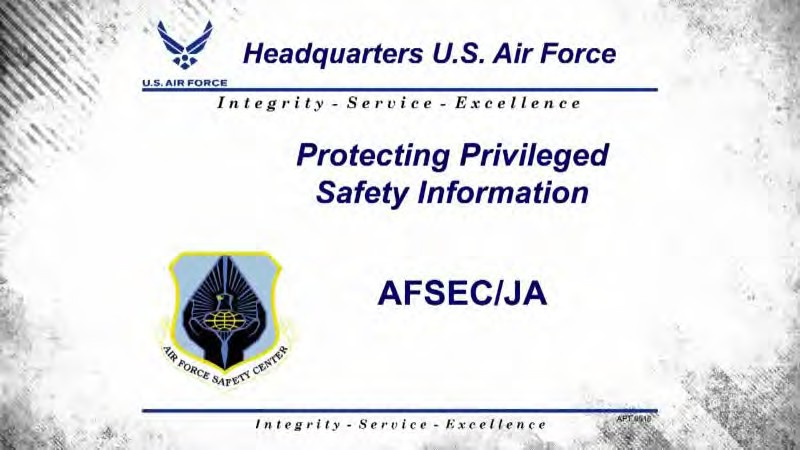 U.S. AIR FORCE
Headquarters U.S. Air Force
Integrity - Service - Excellence
Protecting Privileged
Safety Information
AFSEC/JA
AIR FORCE SAFETY CENTER
Integrity - Service - Excellence